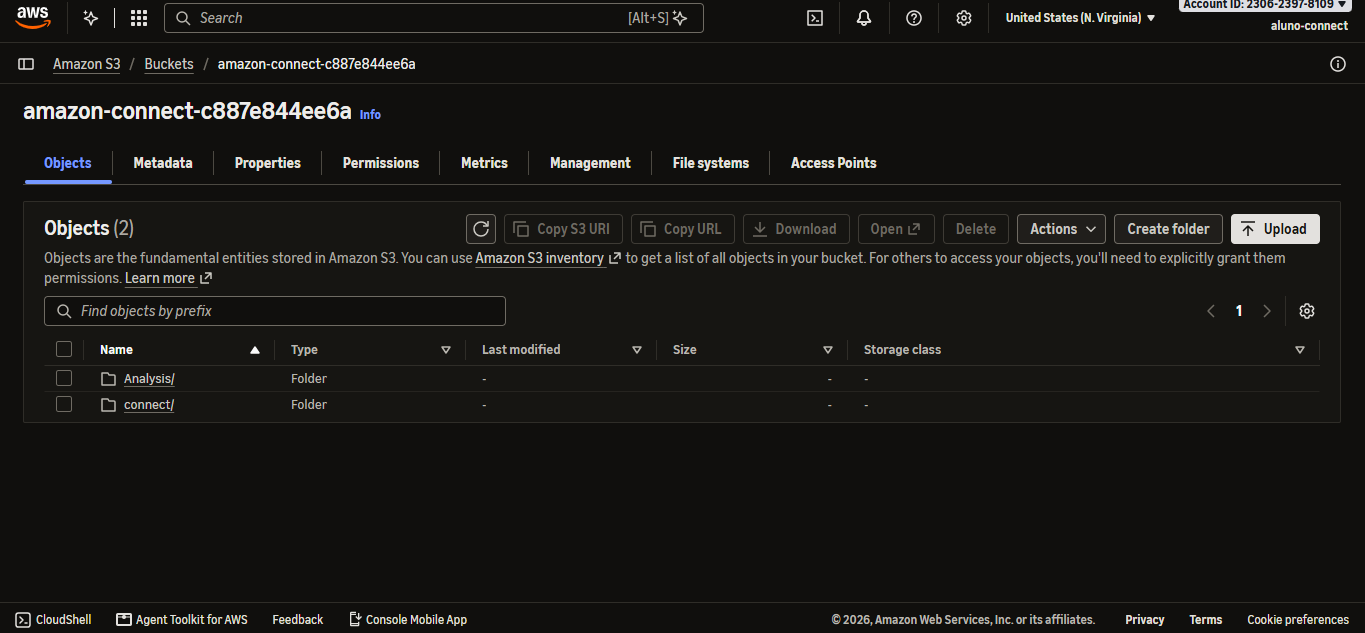 aws
Search [Alt+S]
United States (N. Virginia)
Account ID: 2306-2397-8109
aluno-connect
Amazon S3 / Buckets / amazon-connect-c887e844ee6a
amazon-connect-c887e844ee6a Info
Objects Metadata Properties Permissions Metrics Management File systems Access Points
Objects (2) Copy S3 URI Copy URL Download Open Delete Actions Create folder Upload
Objects are the fundamental entities stored in Amazon S3. You can use Amazon S3 inventory to get a list of all objects in your bucket. For others to access your objects, you'll need to explicitly grant them
permissions. Learn more
Find objects by prefix 1
Name Type Last modified Size Storage class
Analysis/ Folder - - -
connect/ Folder - - -
CloudShell Agent Toolkit for AWS Feedback Console Mobile App © 2026, Amazon Web Services, Inc. or its affiliates. Privacy Terms Cookie preferences